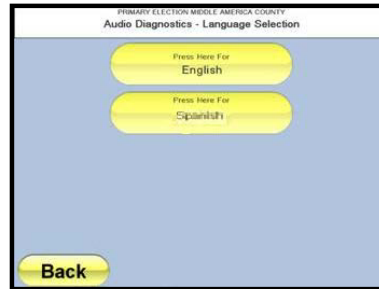 PRIMARY ELECTION MIDDLE AMERICA COUNTY
Audio Diagnostics - Language Selection
Press Here For
English
Press Here For
Spanish
Back